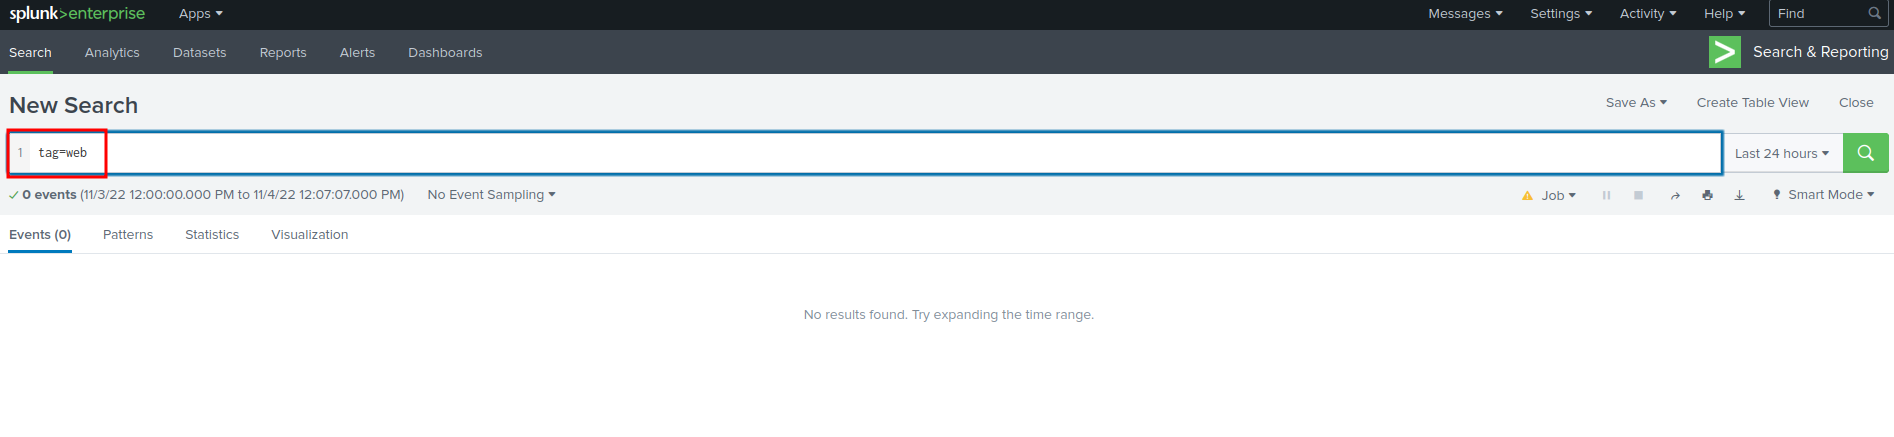 splunk>enterprise Apps Messages Settings Activity Help Find
Search Analytics Datasets Reports Alerts Dashboards > Search & Reporting
New Search Save As Create Table View Close
1 tag=web Last 24 hours
0 events (11/3/22 12:00:00.000 PM to 11/4/22 12:07:07.000 PM) No Event Sampling Job Smart Mode
Events (0) Patterns Statistics Visualization
No results found. Try expanding the time range.